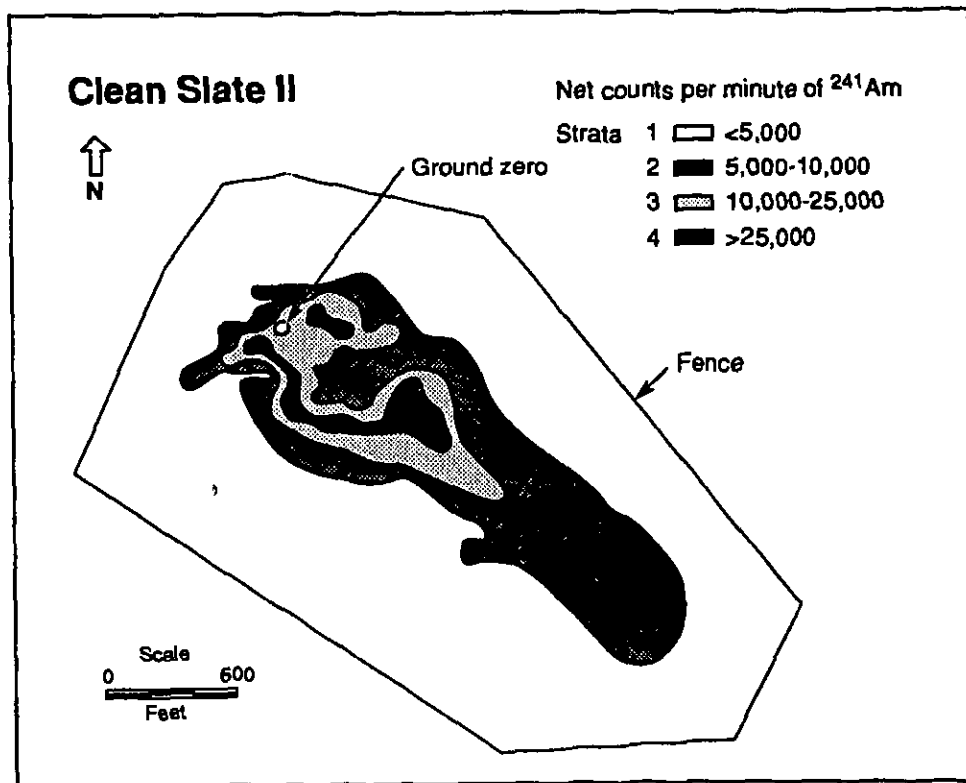 Clean Slate II
N
Ground zero
Net counts per minute of ²⁴¹Am
Strata 1 <5,000
2 5,000-10,000
3 10,000-25,000
4 >25,000
Fence
Scale
0 600
Feet